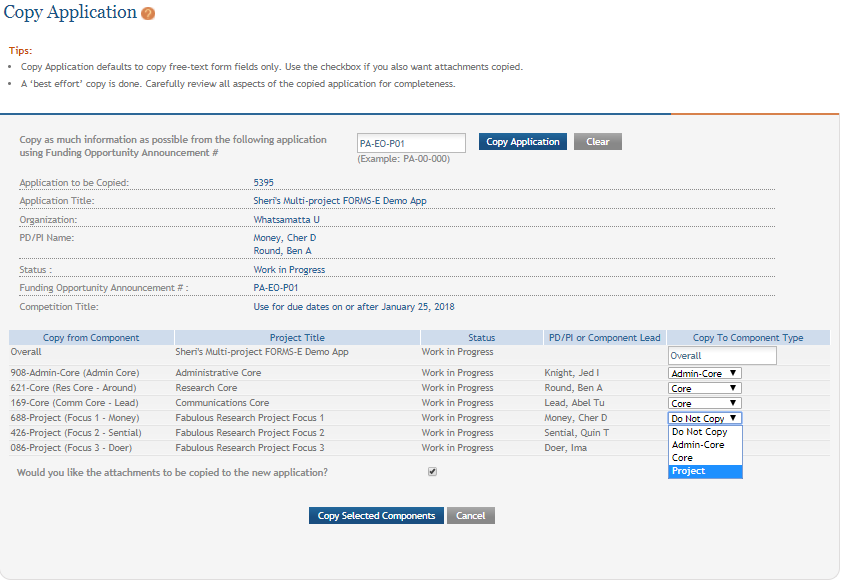 Copy Application ?
Tips:
• Copy Application defaults to copy free-text form fields only. Use the checkbox if you also want attachments copied.
• A ‘best effort’ copy is done. Carefully review all aspects of the copied application for completeness.
Copy as much information as possible from the following application
using Funding Opportunity Announcement #
PA-EO-P01 Copy Application Clear
(Example: PA-00-000)
Application to be Copied: 5395
Application Title: Sheri's Multi-project FORMS-E Demo App
Organization: Whatsamatta U
PD/PI Name: Money, Cher D
Round, Ben A
Status : Work in Progress
Funding Opportunity Announcement # : PA-EO-P01
Competition Title: Use for due dates on or after January 25, 2018
Copy from Component Project Title Status PD/PI or Component Lead Copy To Component Type
Overall Sheri's Multi-project FORMS-E Demo App Work in Progress Overall
908-Admin-Core (Admin Core) Administrative Core Work in Progress Knight, Jed I Admin-Core
621-Core (Res Core - Around) Research Core Work in Progress Round, Ben A Core
169-Core (Comm Core - Lead) Communications Core Work in Progress Lead, Abel Tu Core
688-Project (Focus 1 - Money) Fabulous Research Project Focus 1 Work in Progress Money, Cher D Do Not Copy
426-Project (Focus 2 - Sential) Fabulous Research Project Focus 2 Work in Progress Sential, Quin T Do Not Copy
Admin-Core
086-Project (Focus 3 - Doer) Fabulous Research Project Focus 3 Work in Progress Doer, Ima
Core
Project
Would you like the attachments to be copied to the new application?
Copy Selected Components Cancel